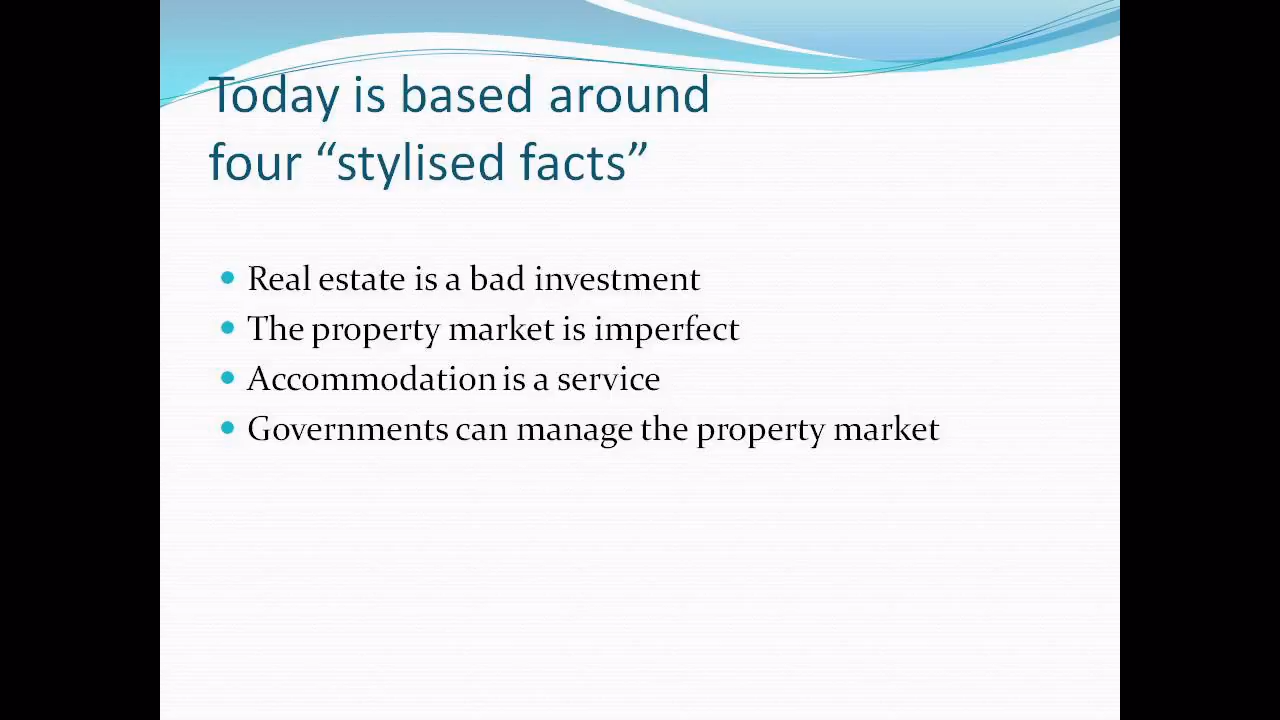 Today is based around
four “stylised facts”
Real estate is a bad investment
The property market is imperfect
Accommodation is a service
Governments can manage the property market